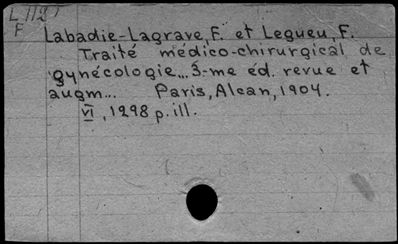 L1121
F
Labadie-Lagrave, F. et Legueu, F.
Traité médico-chirurgical de
gynécologie... 3-me éd. revue et
augm... Paris, Alcan, 1904.
VI, 1298 p. ill.